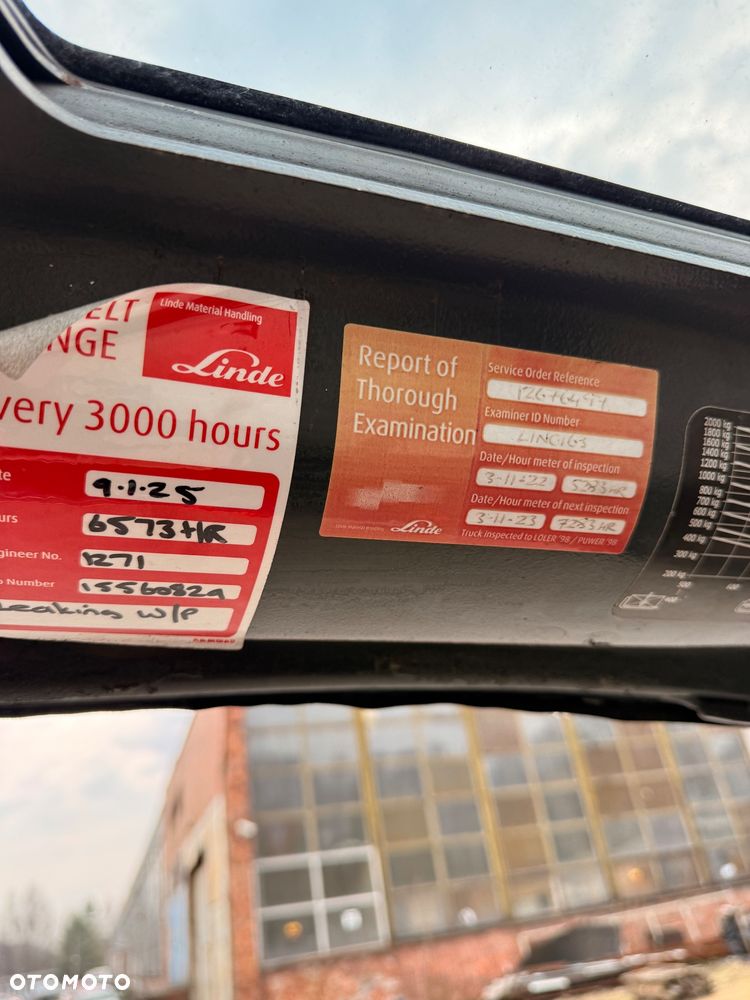 ELT
NGE
Linde Material Handling
Linde
very 3000 hours
te
9.1.25
urs
6573HR
gineer No.
1271
o Number
1556082a
Leaking W/P
Report of
Thorough
Examination
Linde
Service Order Reference
Examiner ID Number
Date/Hour meter of inspection
3-11-22 5283HR
Date/Hour meter of next inspection
3-11-23 7283HR
Truck inspected to LOLER '98 / PUWER '98
2000 kg
1800 kg
1600 kg
1400 kg
1200 kg
1000 kg
800 kg
700 kg
600 kg
500 kg
400 kg
300 kg
200 kg
OTOMOTO